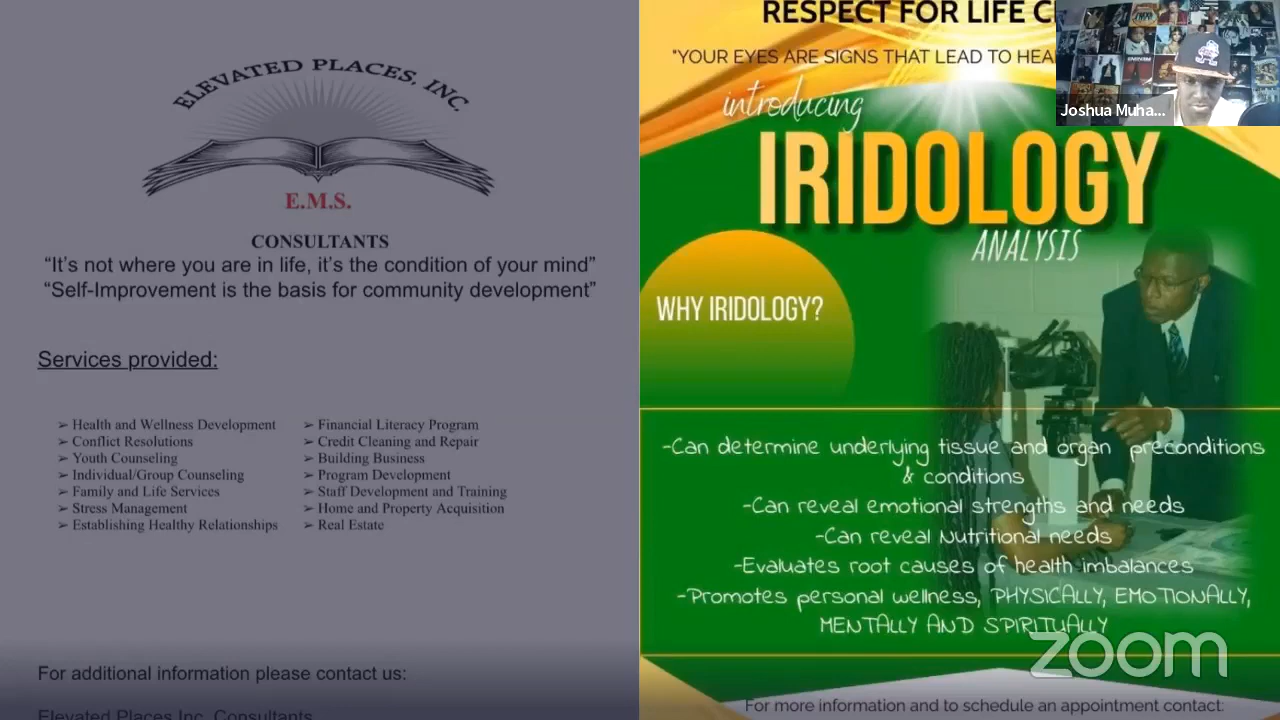 ELEVATED PLACES, INC.
E.M.S.
CONSULTANTS
“It’s not where you are in life, it’s the condition of your mind”
“Self-Improvement is the basis for community development”
Services provided:
➢ Health and Wellness Development
➢ Conflict Resolutions
➢ Youth Counseling
➢ Individual/Group Counseling
➢ Family and Life Services
➢ Stress Management
➢ Establishing Healthy Relationships
➢ Financial Literacy Program
➢ Credit Cleaning and Repair
➢ Building Business
➢ Program Development
➢ Staff Development and Training
➢ Home and Property Acquisition
➢ Real Estate
For additional information please contact us:
Elevated Places Inc. Consultants
RESPECT FOR LIFE
"YOUR EYES ARE SIGNS THAT LEAD TO
introducing
IRIDOLOGY
ANALYSIS
WHY IRIDOLOGY?
-Can determine underlying tissue and organ preconditions
& conditions
-Can reveal emotional strengths and needs
-Can reveal Nutritional needs
-Evaluates root causes of health imbalances
-Promotes personal wellness, PHYSICALLY, EMOTIONALLY,
MENTALLY AND SPIRITUALLY
For more information and to schedule an appointment contact:
Joshua Muha...
zoom